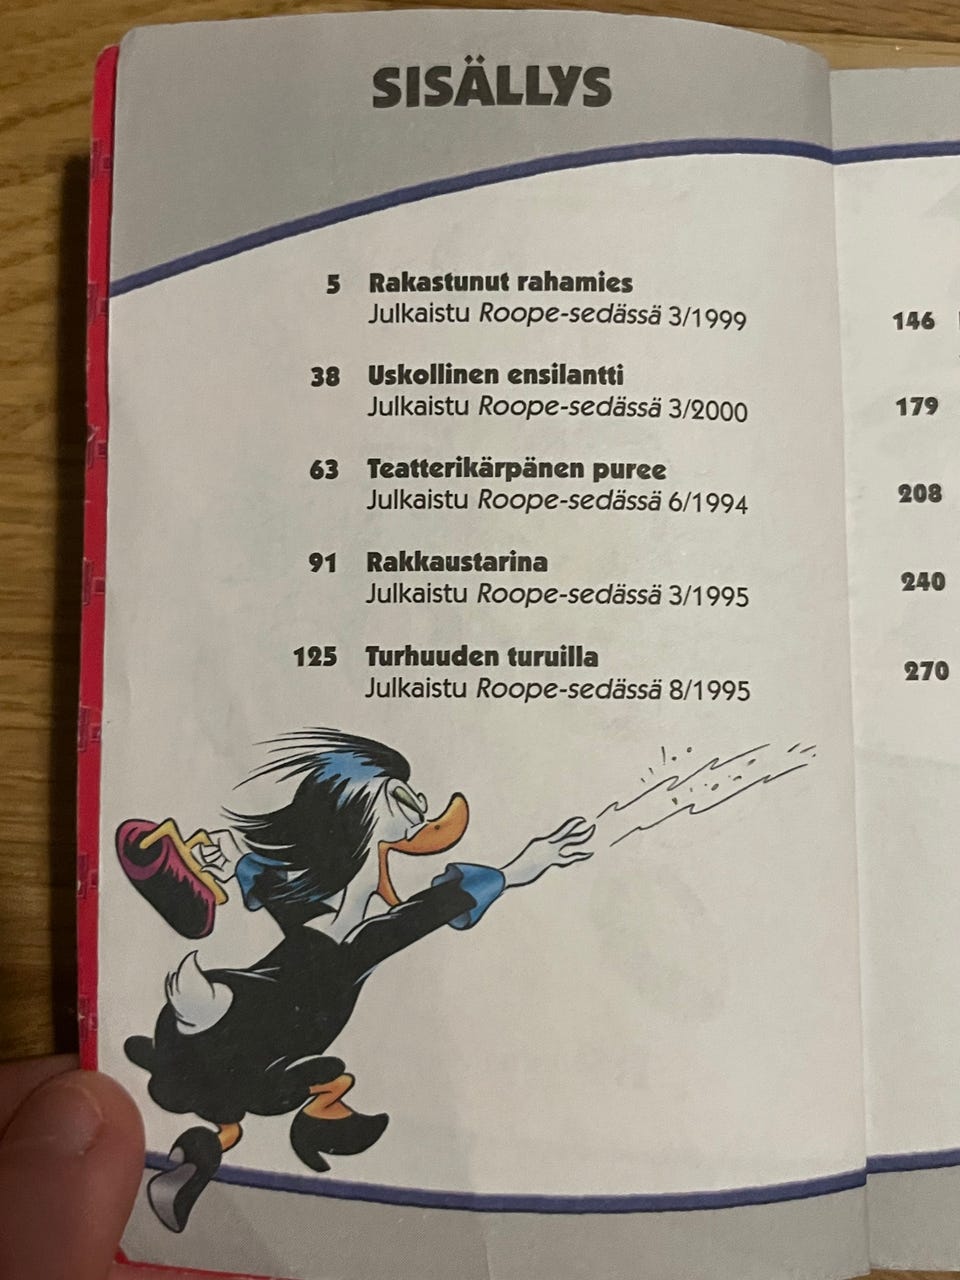 SISÄLLYS
5 Rakastunut rahamies
Julkaistu Roope-sedässä 3/1999
38 Uskollinen ensilantti
Julkaistu Roope-sedässä 3/2000
63 Teatterikärpänen puree
Julkaistu Roope-sedässä 6/1994
91 Rakkaustarina
Julkaistu Roope-sedässä 3/1995
125 Turhuuden turuilla
Julkaistu Roope-sedässä 8/1995
146
179
208
240
270